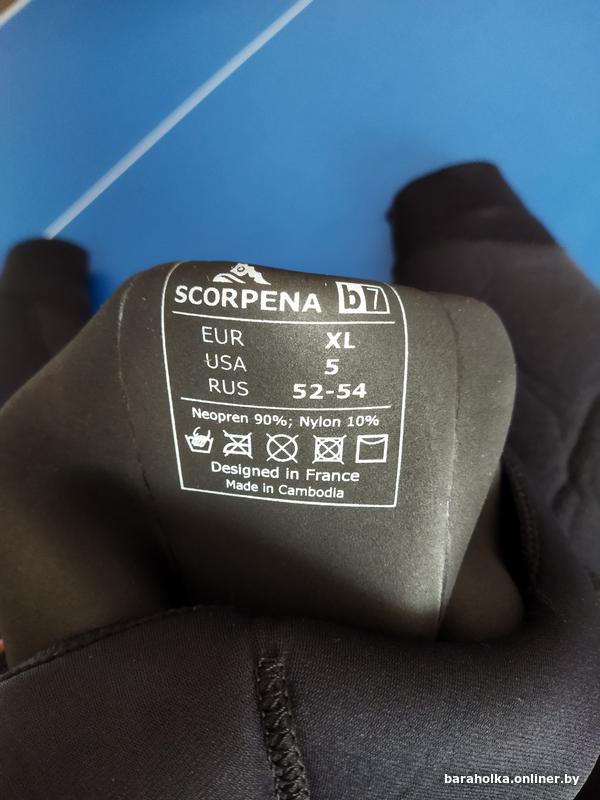 SCORPENA b7
EUR XL
USA 5
RUS 52-54
Neopren 90%; Nylon 10%
Designed in France
Made in Cambodia
baraholka.onliner.by